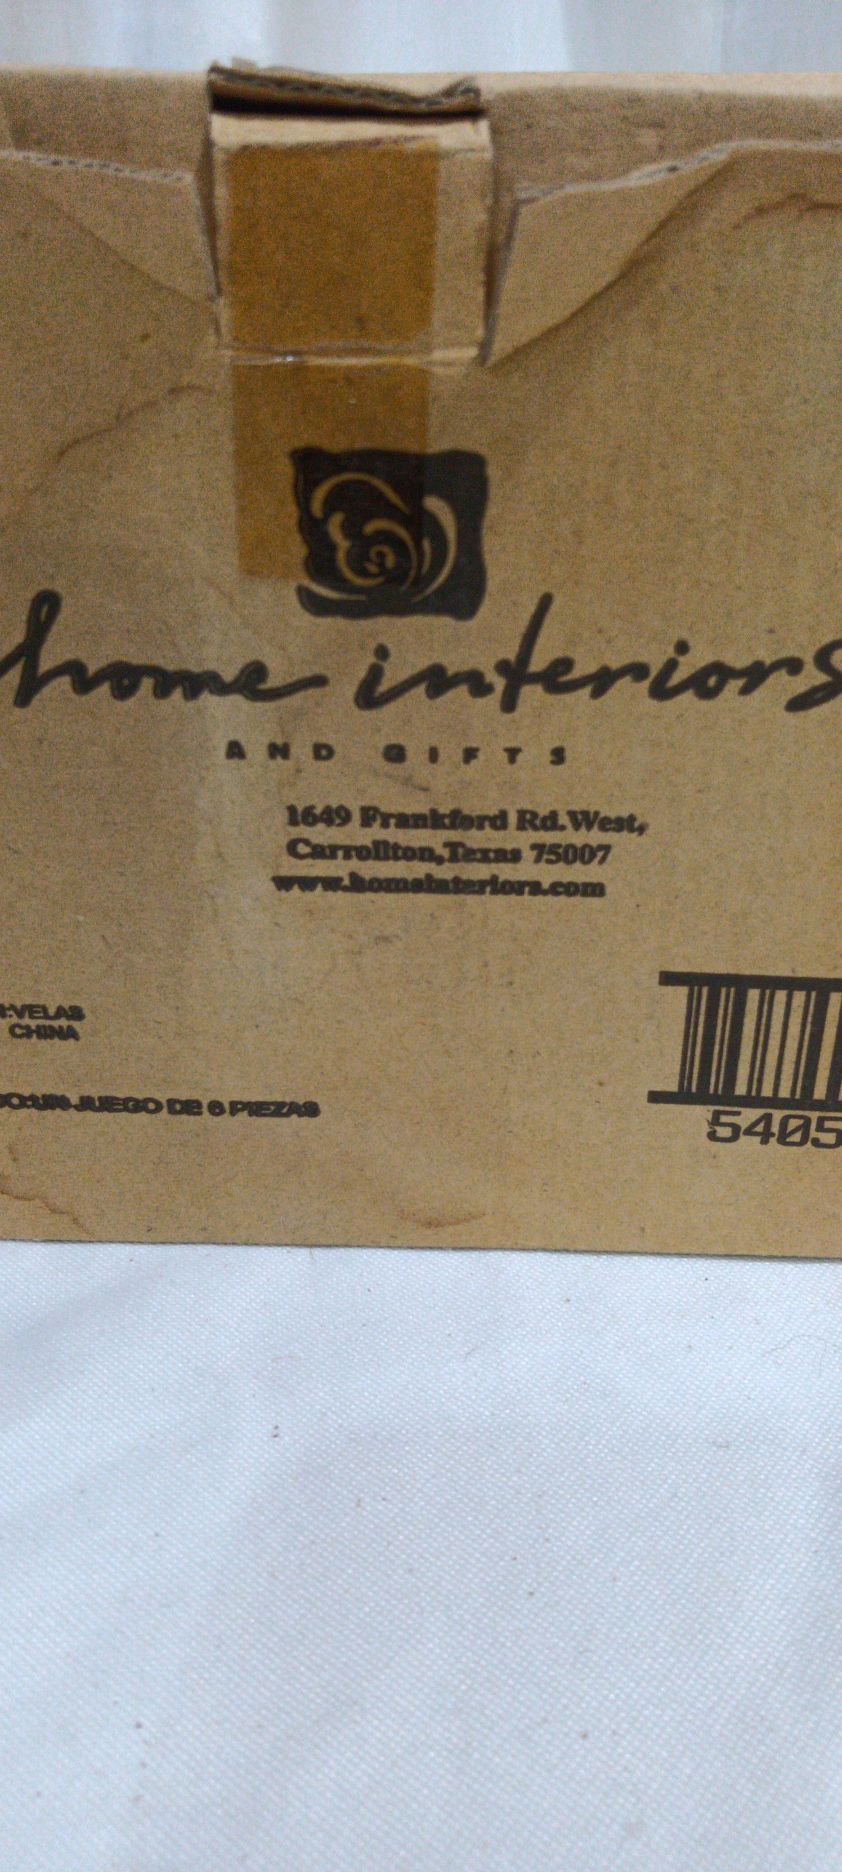 home interiors
AND GIFTS
1649 Frankford Rd. West,
Carrollton, Texas 75007
www.homeinteriors.com
:VELAS
CHINA
O:UN JUEGO DE 6 PIEZAS
5405